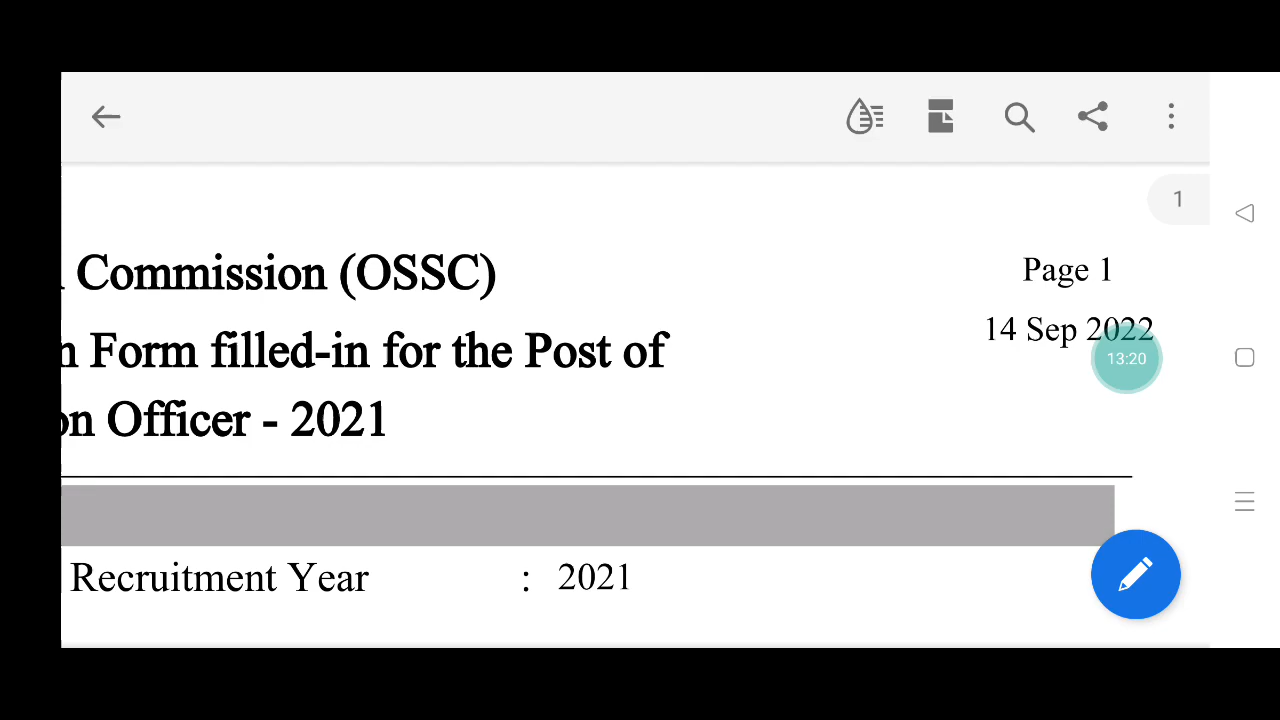 1
Commission (OSSC)
Page 1
Form filled-in for the Post of
14 Sep 2022
13:20
Officer - 2021
Recruitment Year : 2021